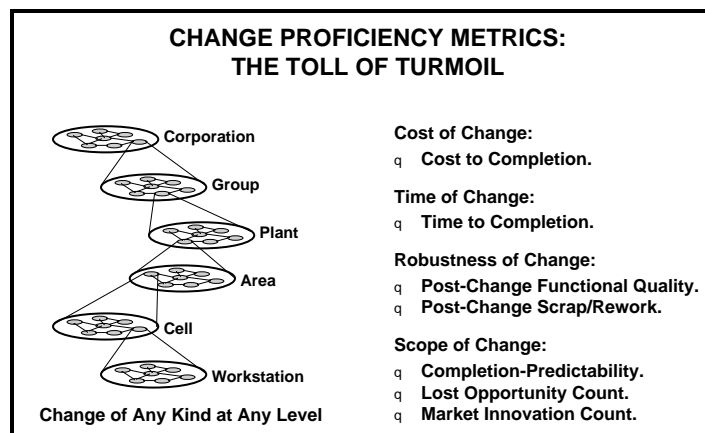 CHANGE PROFICIENCY METRICS:
THE TOLL OF TURMOIL
Corporation
Group
Plant
Area
Cell
Workstation
Change of Any Kind at Any Level
Cost of Change:
q Cost to Completion.
Time of Change:
q Time to Completion.
Robustness of Change:
q Post-Change Functional Quality.
q Post-Change Scrap/Rework.
Scope of Change:
q Completion-Predictability.
q Lost Opportunity Count.
q Market Innovation Count.